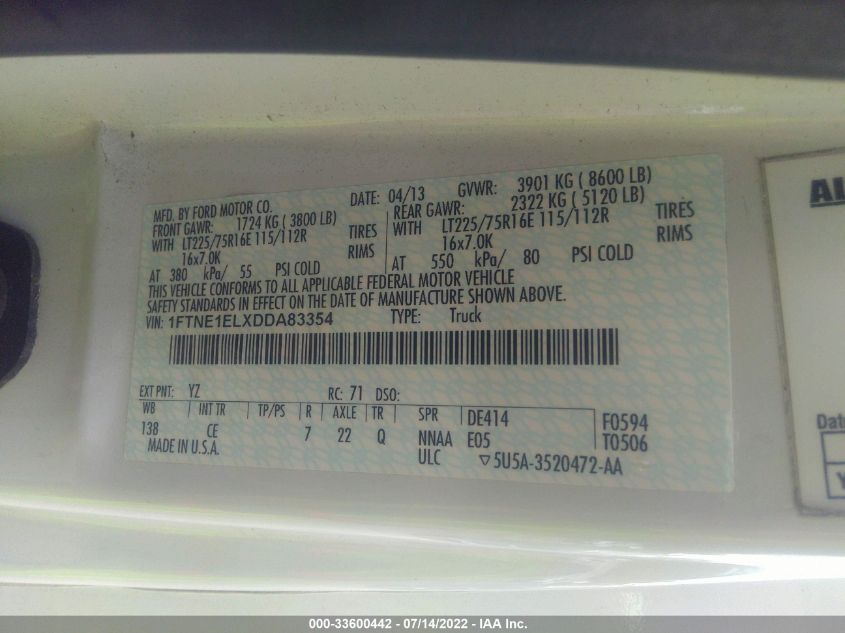 MFD. BY FORD MOTOR CO. DATE: 04/13 GVWR: 3901 KG ( 8600 LB)
FRONT GAWR: 1724 KG ( 3800 LB) REAR GAWR: 2322 KG ( 5120 LB)
WITH LT225/75R16E 115/112R TIRES WITH LT225/75R16E 115/112R TIRES
16x7.0K RIMS 16x7.0K RIMS
AT 380 kPa/ 55 PSI COLD AT 550 kPa/ 80 PSI COLD
THIS VEHICLE CONFORMS TO ALL APPLICABLE FEDERAL MOTOR VEHICLE
SAFETY STANDARDS IN EFFECT ON THE DATE OF MANUFACTURE SHOWN ABOVE.
VIN: 1FTNE1ELXDDA83354 TYPE: Truck
EXT PNT: YZ RC: 71 DSO:
WB INT TR TP/PS R AXLE TR SPR DE414 F0594
138 CE 7 22 Q NNAA E05 T0506
MADE IN U.S.A. ULC ▽5U5A-3520472-AA
AL
Dat
Y
000-33600442 - 07/14/2022 - IAA Inc.